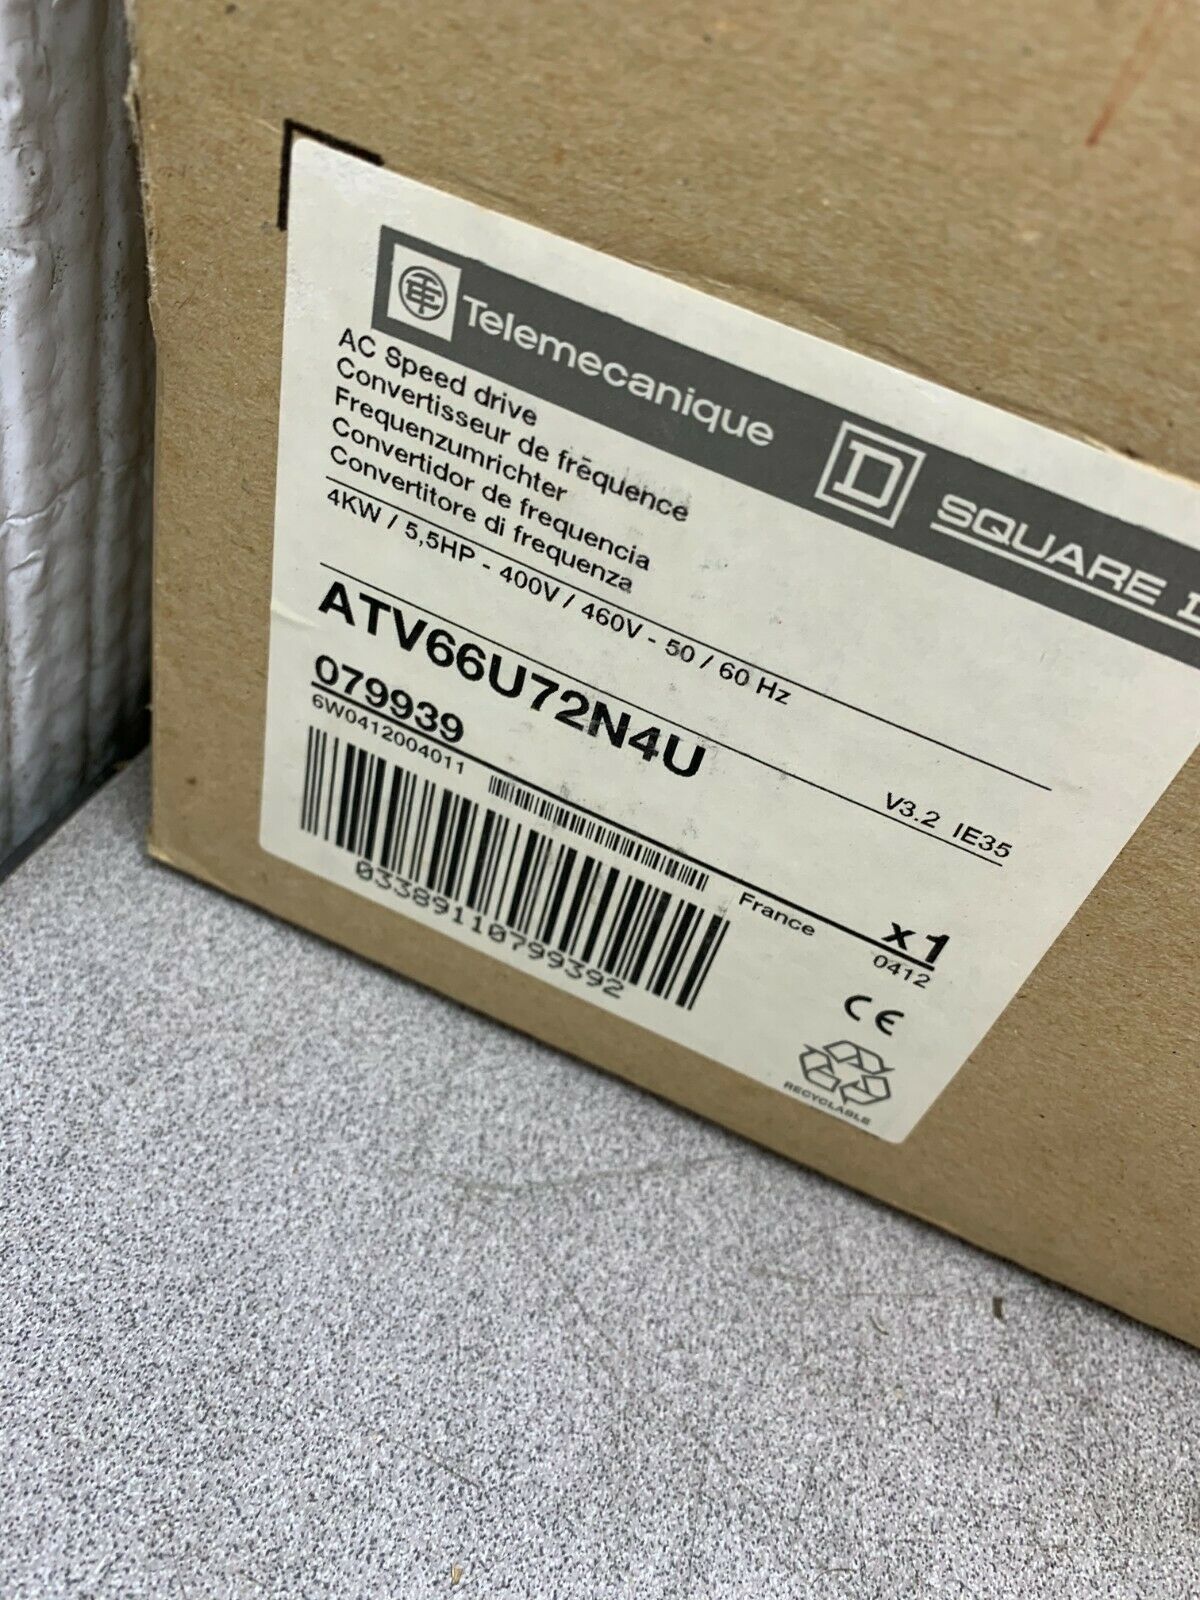 Telemecanique SQUARE D
AC Speed drive
Convertisseur de fréquence
Frequenzumrichter
Convertidor de frequencia
Convertitore di frequenza
4KW / 5,5HP - 400V / 460V - 50 / 60 Hz
ATV66U72N4U
V3.2 IE35
079939
6W0412004011
France
x1
0412
03389110799392
CE
RECYCLABLE